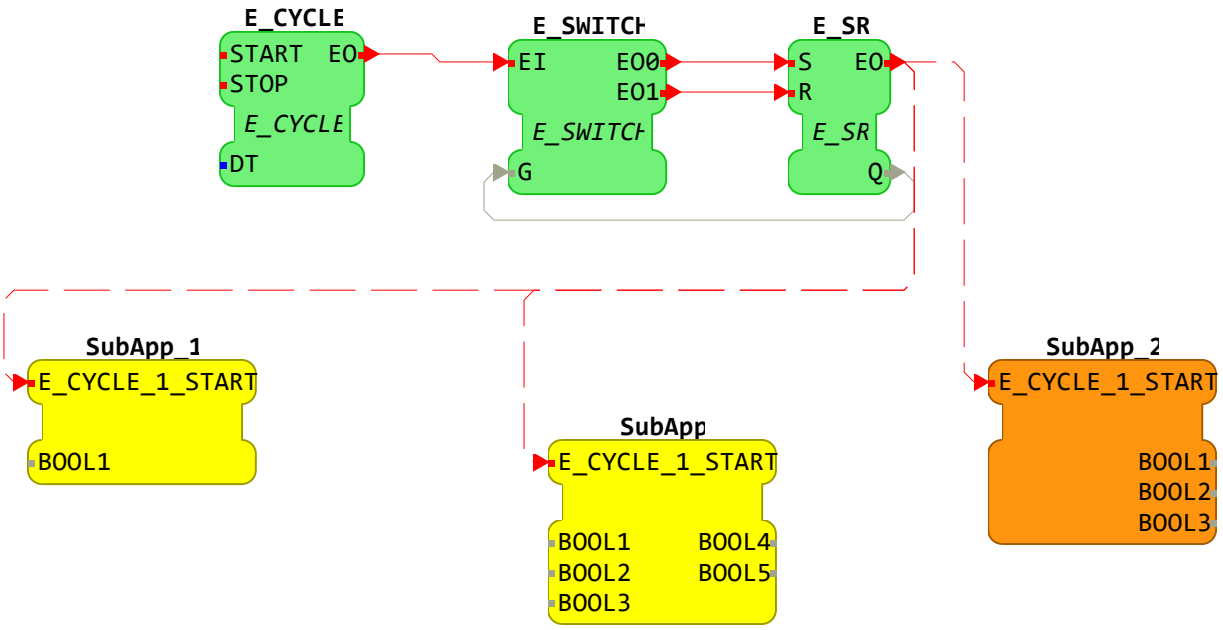 E_CYCLE
START EO
STOP
E_CYCLE
DT
E_SWITCH
EI EO0
EO1
E_SWITCH
G
E_SR
S EO
R
E_SR
Q
SubApp_1
E_CYCLE_1_START
BOOL1
SubApp
E_CYCLE_1_START
BOOL1 BOOL4
BOOL2 BOOL5
BOOL3
SubApp_2
E_CYCLE_1_START
BOOL1
BOOL2
BOOL3